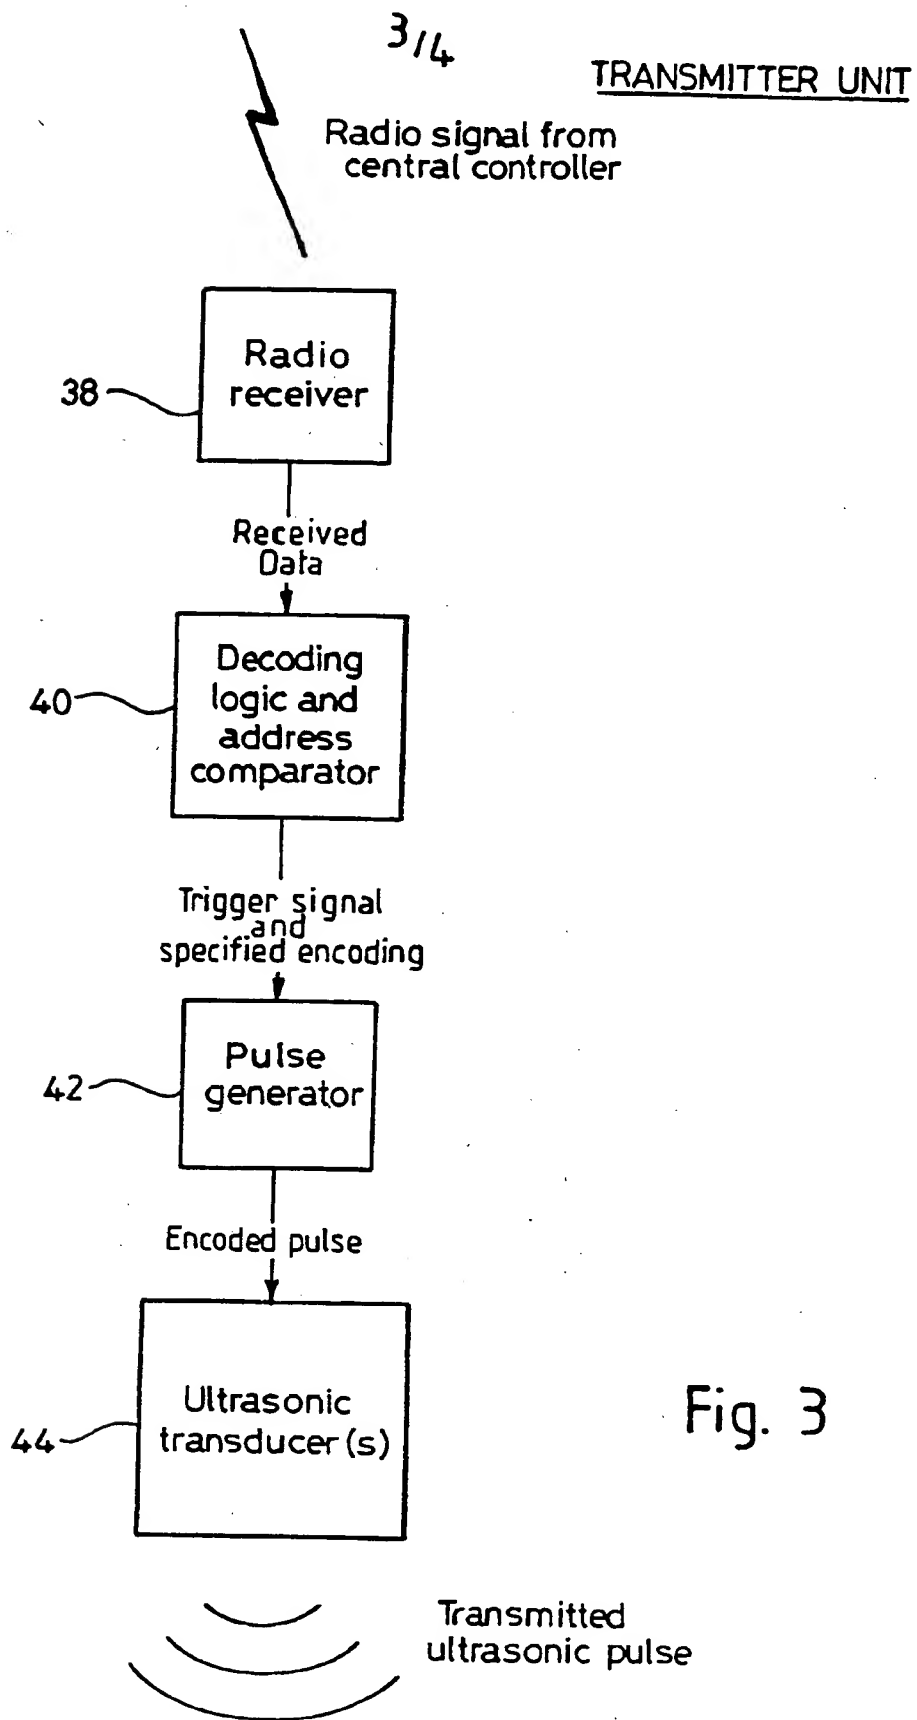 3/4
TRANSMITTER UNIT
Radio signal from
central controller
Radio
receiver
38
Received
Data
Decoding
logic and
address
comparator
40
Trigger signal
and
specified encoding
Pulse
generator
42
Encoded pulse
Ultrasonic
transducer(s)
44
Fig. 3
Transmitted
ultrasonic pulse